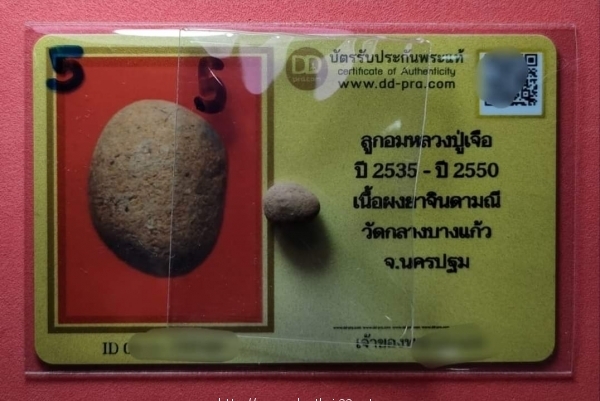 5
5
DD
บัตรรับประกันพระแท้
certificate of Authenticity
www.dd-pra.com
ลูกอมหลวงปู่เจือ
ปี 2535 - ปี 2550
เนื้อผงยาจินดามณี
วัดกลางบางแก้ว
จ.นครปฐม
ID 0